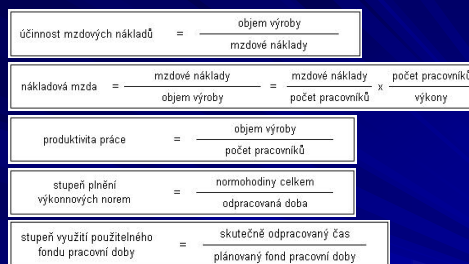 účinnost mzdových nákladů = objem výroby
mzdové náklady
nákladová mzda = mzdové náklady = mzdové náklady x počet pracovníků
objem výroby počet pracovníků výkony
produktivita práce = objem výroby
počet pracovníků
stupeň plnění
výkonnových norem = normohodiny celkem
odpracovaná doba
stupeň využití použitelného
fondu pracovní doby = skutečně odpracovaný čas
plánovaný fond pracovní doby